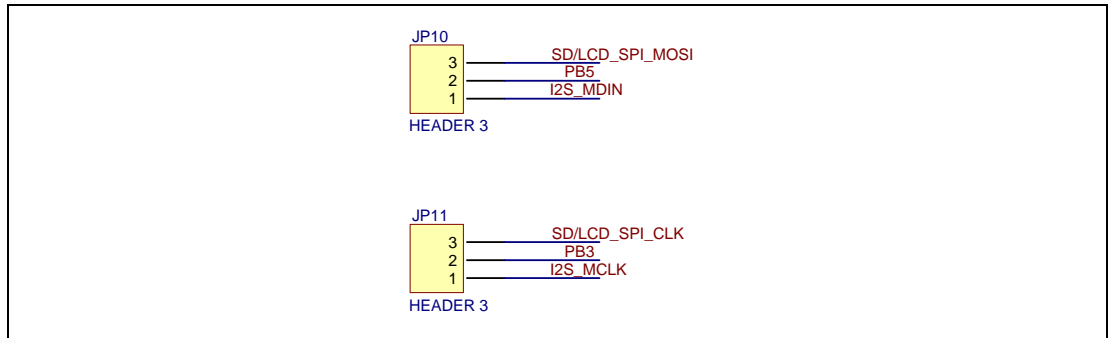 JP10
3 SD/LCD_SPI_MOSI
2 PB5
1 I2S_MDIN
HEADER 3
JP11
3 SD/LCD_SPI_CLK
2 PB3
1 I2S_MCLK
HEADER 3